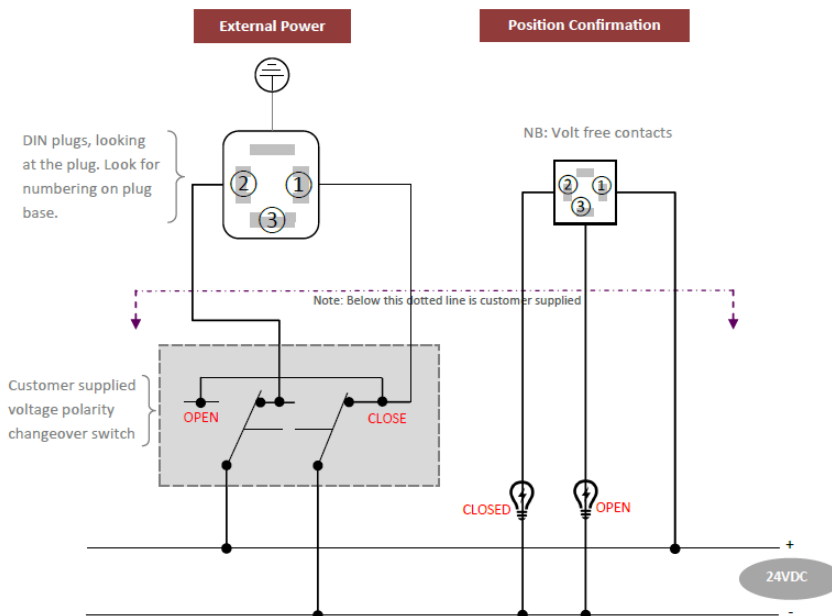 External Power
Position Confirmation
DIN plugs, looking
at the plug. Look for
numbering on plug
base.
NB: Volt free contacts
2
1
3
2
1
3
Note: Below this dotted line is customer supplied
Customer supplied
voltage polarity
changeover switch
OPEN
CLOSE
CLOSED
OPEN
+
24VDC
-